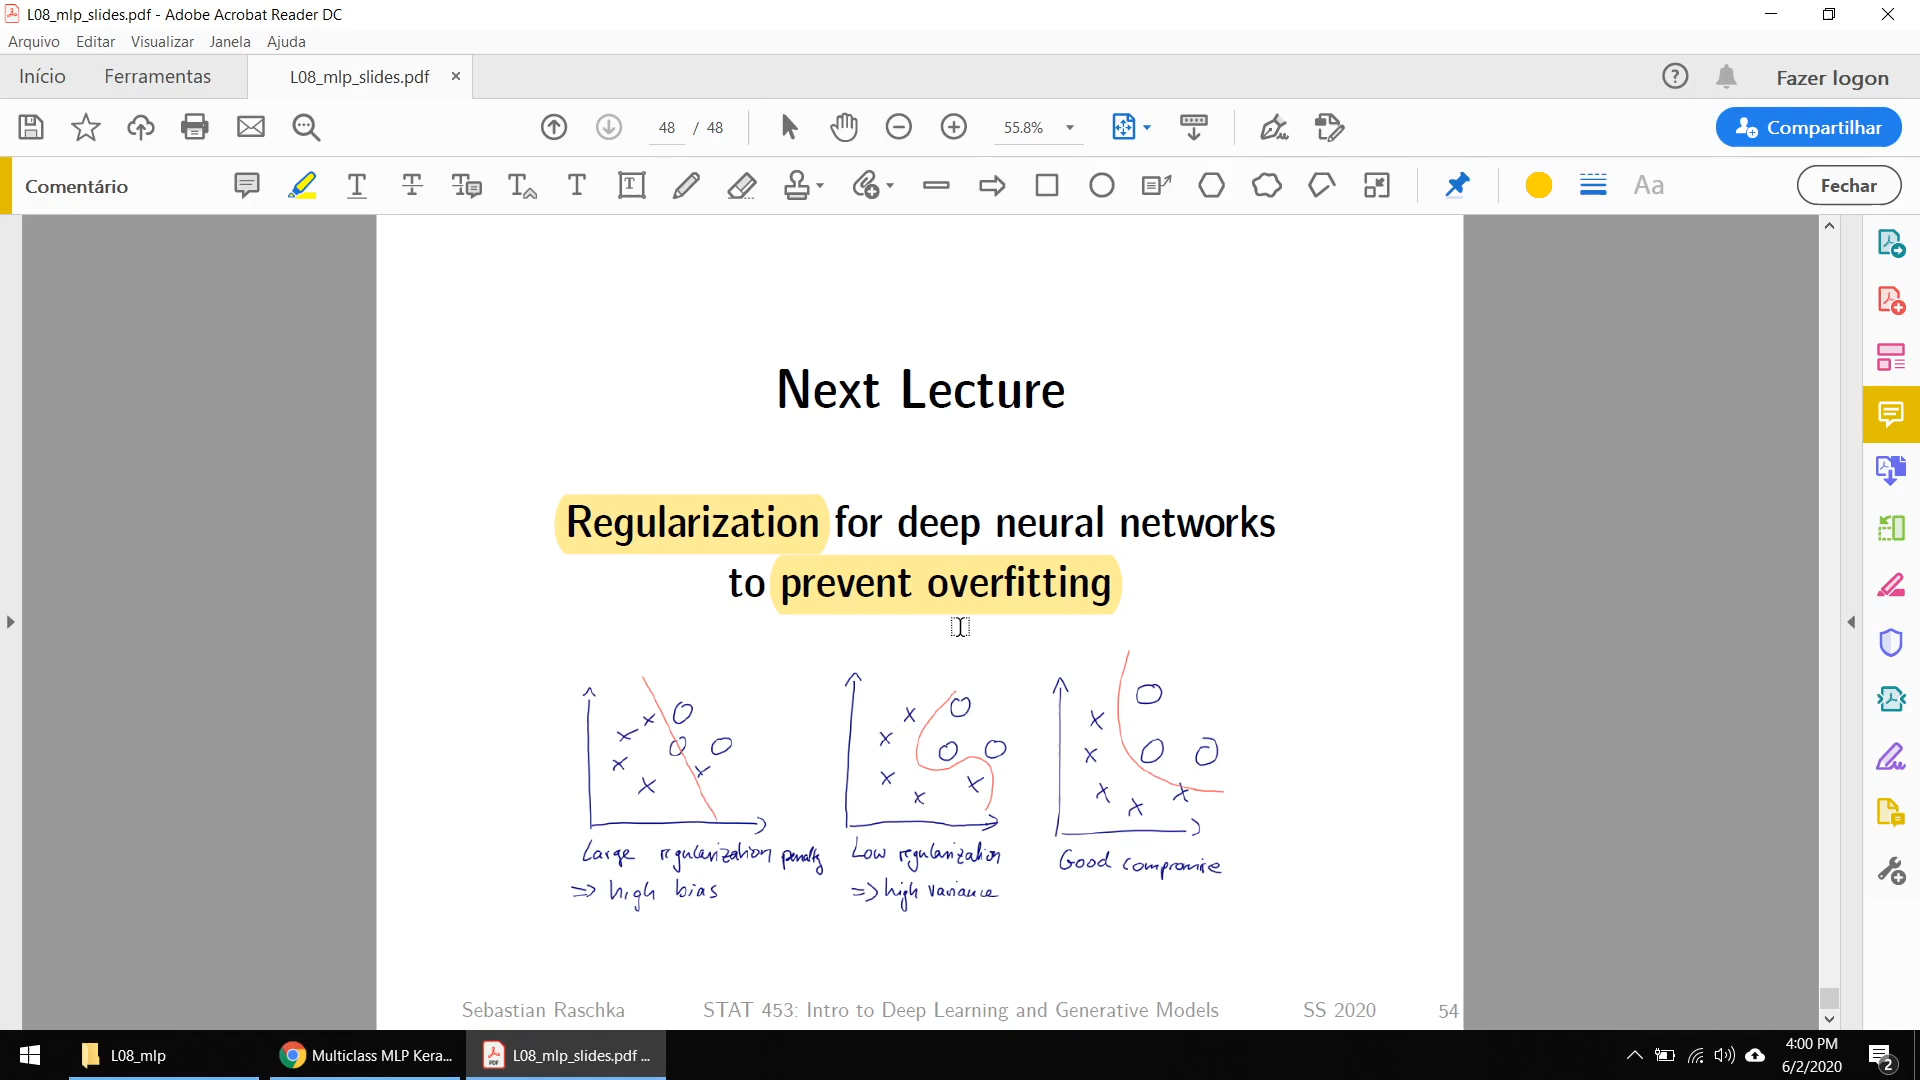 L08_mlp_slides.pdf - Adobe Acrobat Reader DC
Arquivo Editar Visualizar Janela Ajuda
Início Ferramentas L08_mlp_slides.pdf × Fazer logon
48 / 48 55.8% Compartilhar
Comentário Aa Fechar
Next Lecture
Regularization for deep neural networks
to prevent overfitting
Large regularization penalty
=> high bias
Low regularization
=> high variance
Good compromise
Sebastian Raschka STAT 453: Intro to Deep Learning and Generative Models SS 2020 54
L08_mlp Multiclass MLP Kera... L08_mlp_slides.pdf ... 4:00 PM
6/2/2020 2